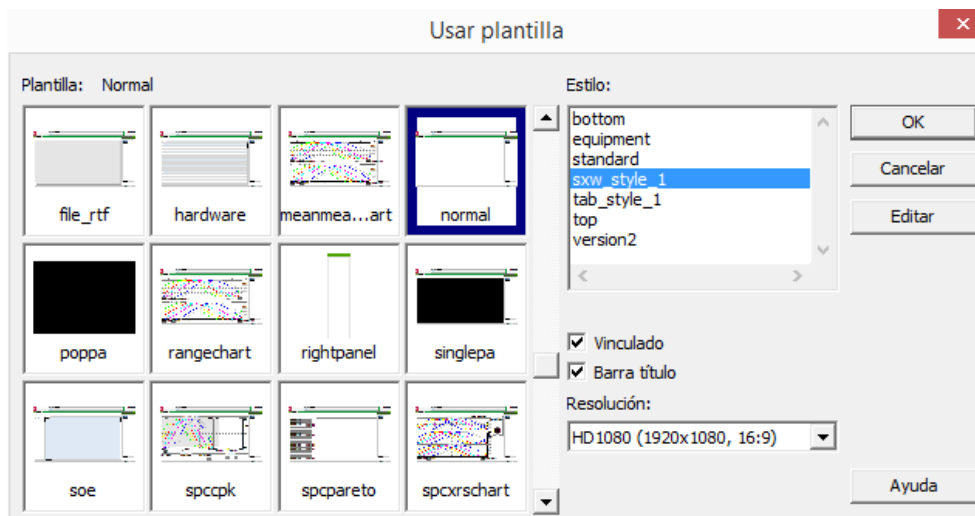 Usar plantilla
Plantilla: Normal
file_rtf
hardware
meanmea...art
normal
poppa
rangechart
rightpanel
singlepa
soe
spccpk
spcpareto
spcxrschart
Estilo:
bottom
equipment
standard
sxw_style_1
tab_style_1
top
version2
Vinculado
Barra título
Resolución:
HD1080 (1920x1080, 16:9)
OK
Cancelar
Editar
Ayuda